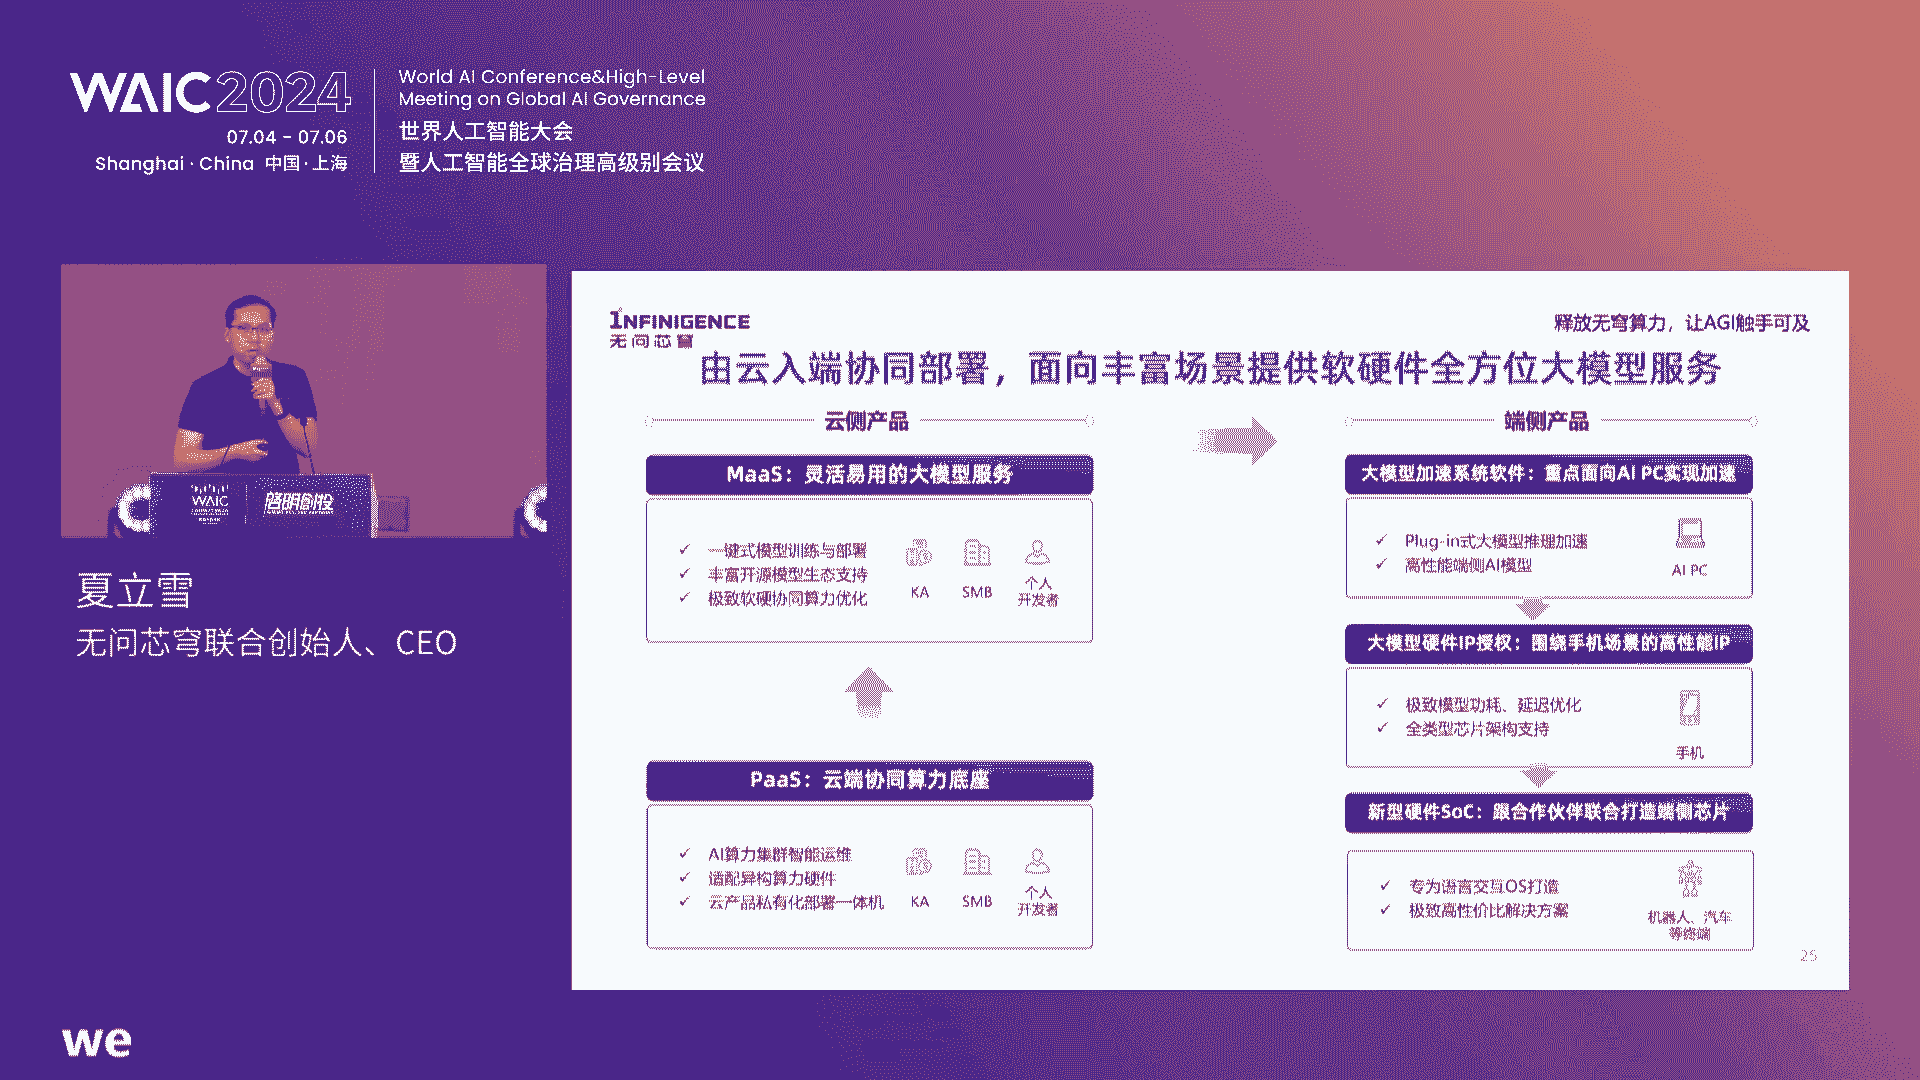 WAIC 2024
07.04 - 07.06
Shanghai · China 中国·上海
World AI Conference&High-Level
Meeting on Global AI Governance
世界人工智能大会
暨人工智能全球治理高级别会议
WAIC
启明创投
夏立雪
无问芯穹联合创始人、CEO
we
INFINIGENCE
无问芯穹
释放无穹算力，让AGI触手可及
由云入端协同部署，面向丰富场景提供软硬件全方位大模型服务
云侧产品
MaaS：灵活易用的大模型服务
✓ 一键式模型训练与部署
✓ 丰富开源模型生态支持
✓ 极致软硬协同算力优化
KA
SMB
个人
开发者
PaaS：云端协同算力底座
✓ AI算力集群智能运维
✓ 适配异构算力硬件
✓ 云产品私有化部署一体机
KA
SMB
个人
开发者
端侧产品
大模型加速系统软件：重点面向AI PC实现加速
✓ Plug-in式大模型推理加速
✓ 高性能端侧AI模型
AI PC
大模型硬件IP授权：围绕手机场景的高性能IP
✓ 极致模型功耗、延迟优化
✓ 全类型芯片架构支持
手机
新型硬件SoC：跟合作伙伴联合打造端侧芯片
✓ 专为语言交互OS打造
✓ 极致高性价比解决方案
机器人、汽车
等终端
25